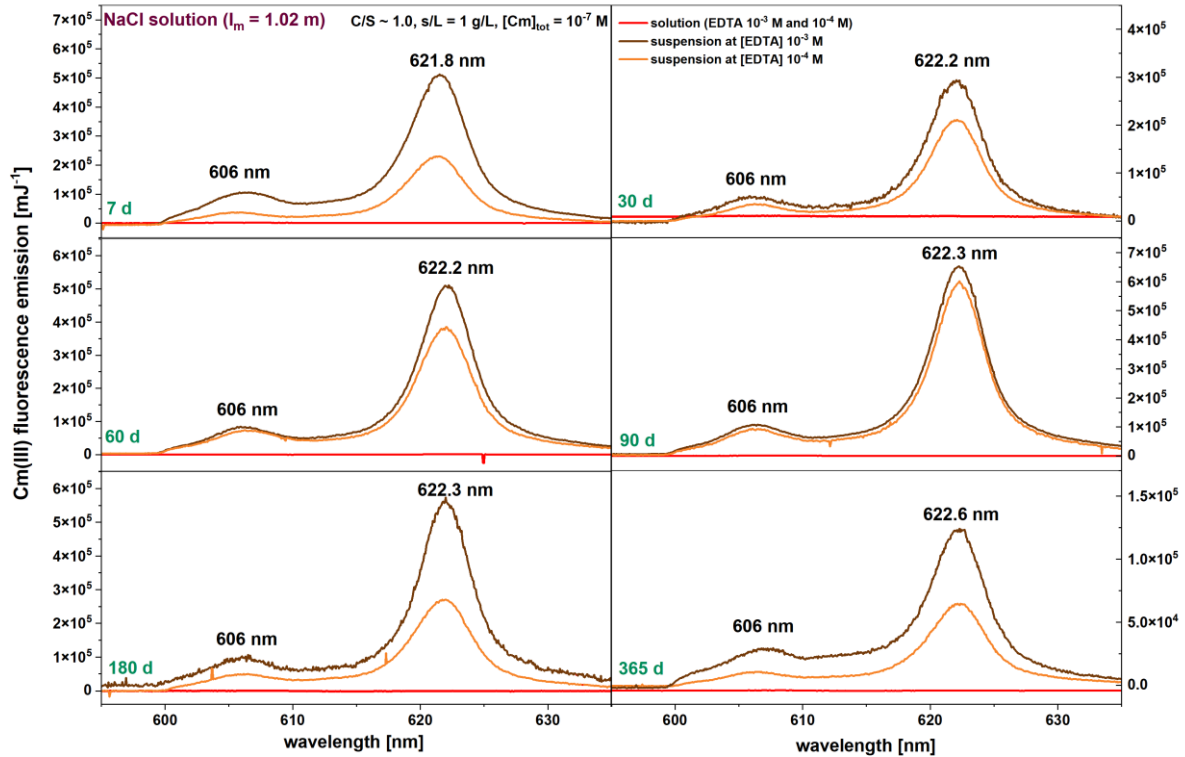 NaCl solution (Iₘ = 1.02 m)
C/S ~ 1.0, s/L = 1 g/L, [Cm]ₜₒₜ = 10⁻⁷ M
solution (EDTA 10⁻³ M and 10⁻⁴ M)
suspension at [EDTA] 10⁻³ M
suspension at [EDTA] 10⁻⁴ M
Cm(III) fluorescence emission [mJ⁻¹]
7×10⁵
6×10⁵
5×10⁵
4×10⁵
3×10⁵
2×10⁵
1×10⁵
0
621.8 nm
606 nm
7 d
622.2 nm
606 nm
30 d
4×10⁵
3×10⁵
2×10⁵
1×10⁵
0
6×10⁵
5×10⁵
4×10⁵
3×10⁵
2×10⁵
1×10⁵
0
622.2 nm
606 nm
60 d
622.3 nm
606 nm
90 d
7×10⁵
6×10⁵
5×10⁵
4×10⁵
3×10⁵
2×10⁵
1×10⁵
0
6×10⁵
5×10⁵
4×10⁵
3×10⁵
2×10⁵
1×10⁵
0
622.3 nm
606 nm
180 d
622.6 nm
606 nm
365 d
1.5×10⁵
1.0×10⁵
5.0×10⁴
0.0
600 610 620 630
600 610 620 630
wavelength [nm]
wavelength [nm]